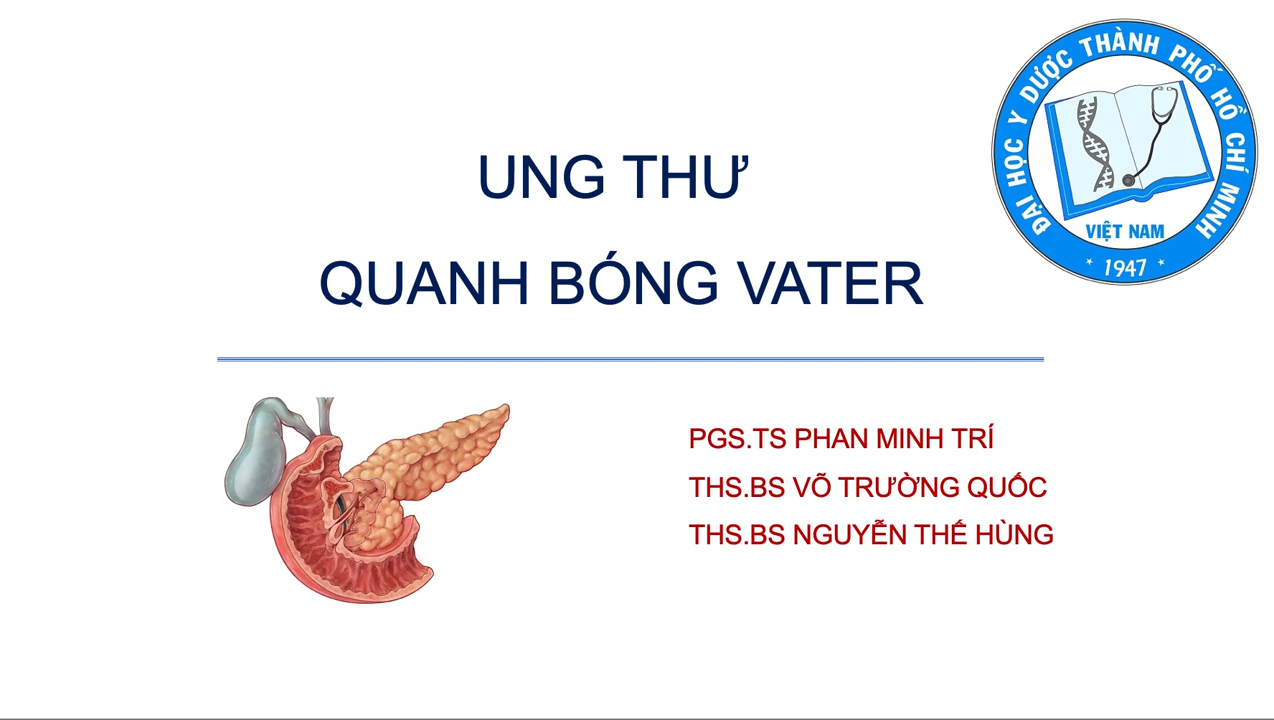 UNG THƯ
QUANH BÓNG VATER
PGS.TS PHAN MINH TRÍ
THS.BS VÕ TRƯỜNG QUỐC
THS.BS NGUYỄN THẾ HÙNG
ĐẠI HỌC Y DƯỢC THÀNH PHỐ HỒ CHÍ MINH
VIỆT NAM
* 1947 *